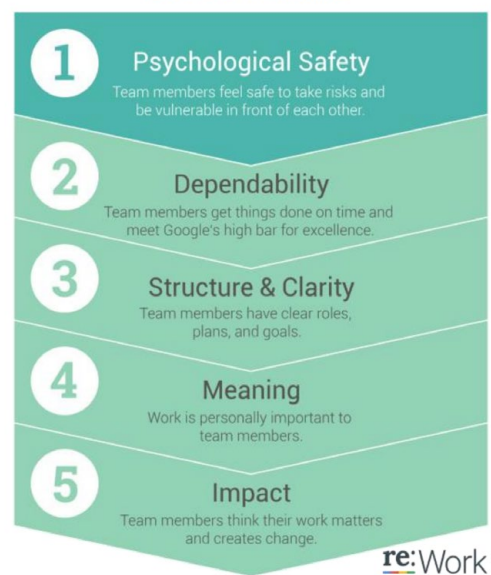 1
Psychological Safety
Team members feel safe to take risks and
be vulnerable in front of each other.
2
Dependability
Team members get things done on time and
meet Google's high bar for excellence.
3
Structure & Clarity
Team members have clear roles,
plans, and goals.
4
Meaning
Work is personally important to
team members.
5
Impact
Team members think their work matters
and creates change.
re:Work